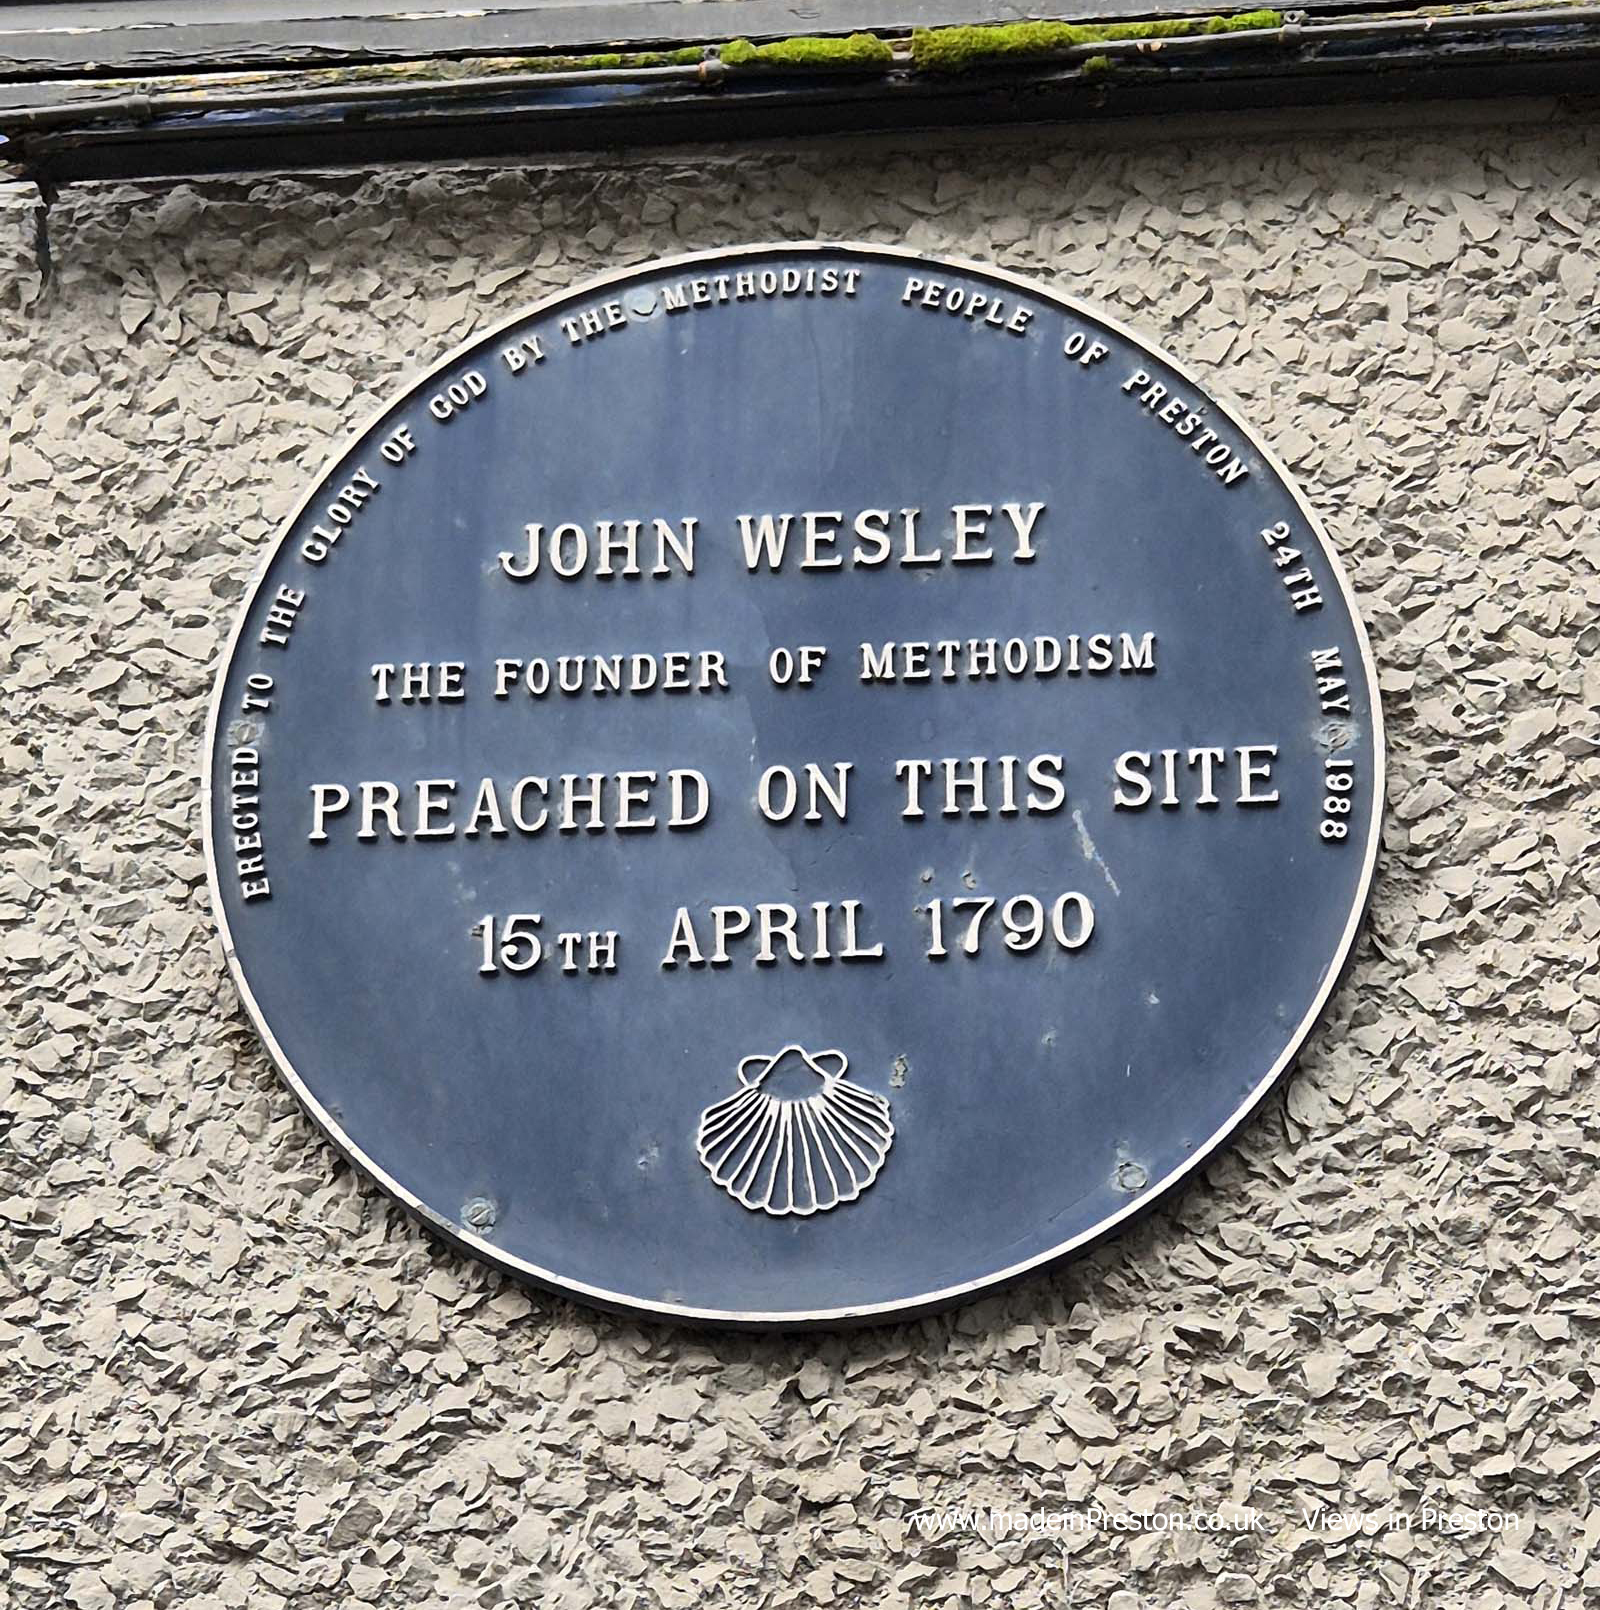 ERECTED TO THE GLORY OF GOD BY THE METHODIST PEOPLE OF PRESTON 24TH MAY 1988
JOHN WESLEY
THE FOUNDER OF METHODISM
PREACHED ON THIS SITE
15TH APRIL 1790
www.madeinPreston.co.uk Views in Preston